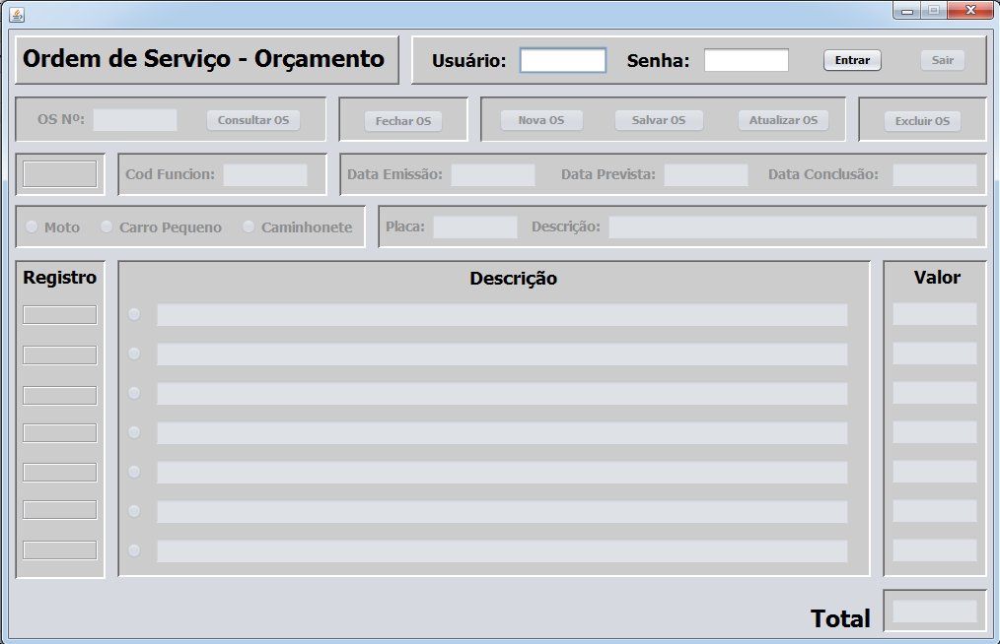 Ordem de Serviço - Orçamento Usuário: Senha: Entrar Sair
OS Nº: Consultar OS Fechar OS Nova OS Salvar OS Atualizar OS Excluir OS
Cod Funcion: Data Emissão: Data Prevista: Data Conclusão:
Moto Carro Pequeno Caminhonete Placa: Descrição:
Registro Descrição Valor
Total